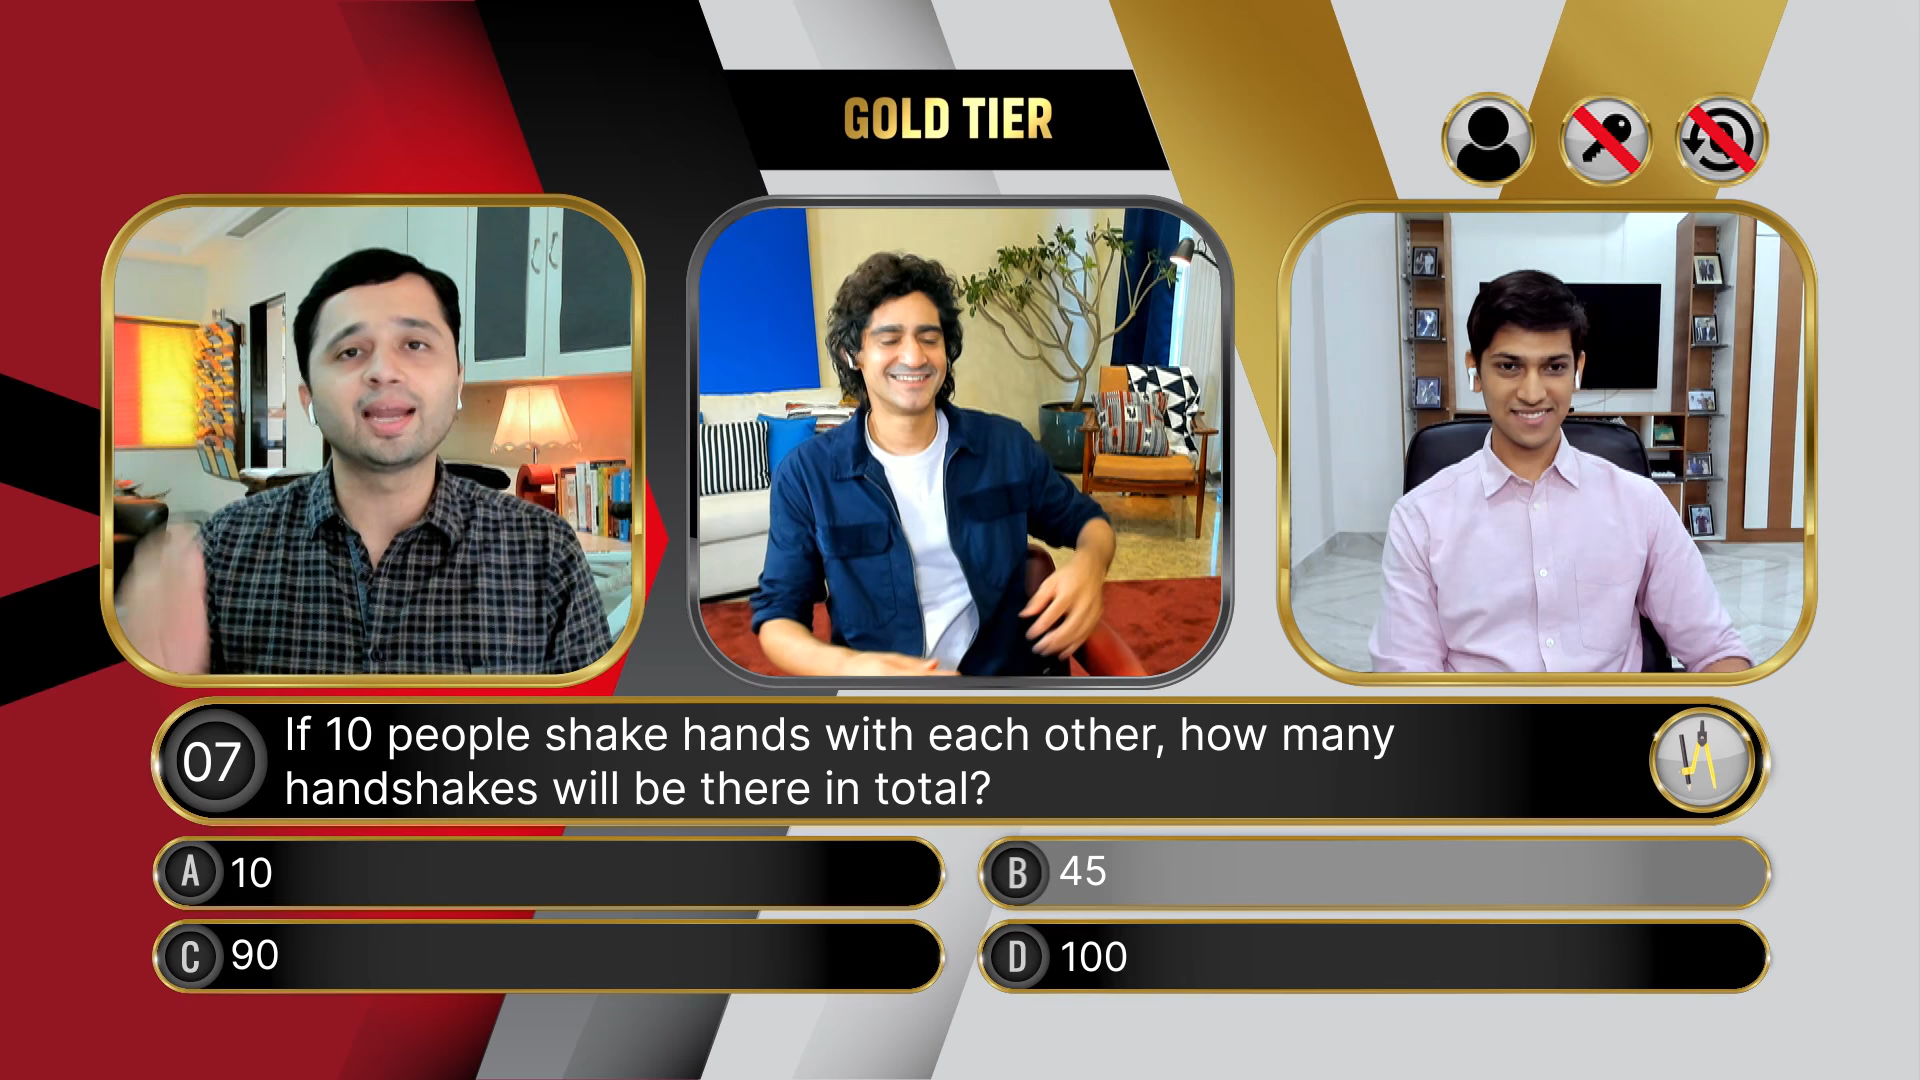 GOLD TIER
07
If 10 people shake hands with each other, how many
handshakes will be there in total?
A 10
B 45
C 90
D 100